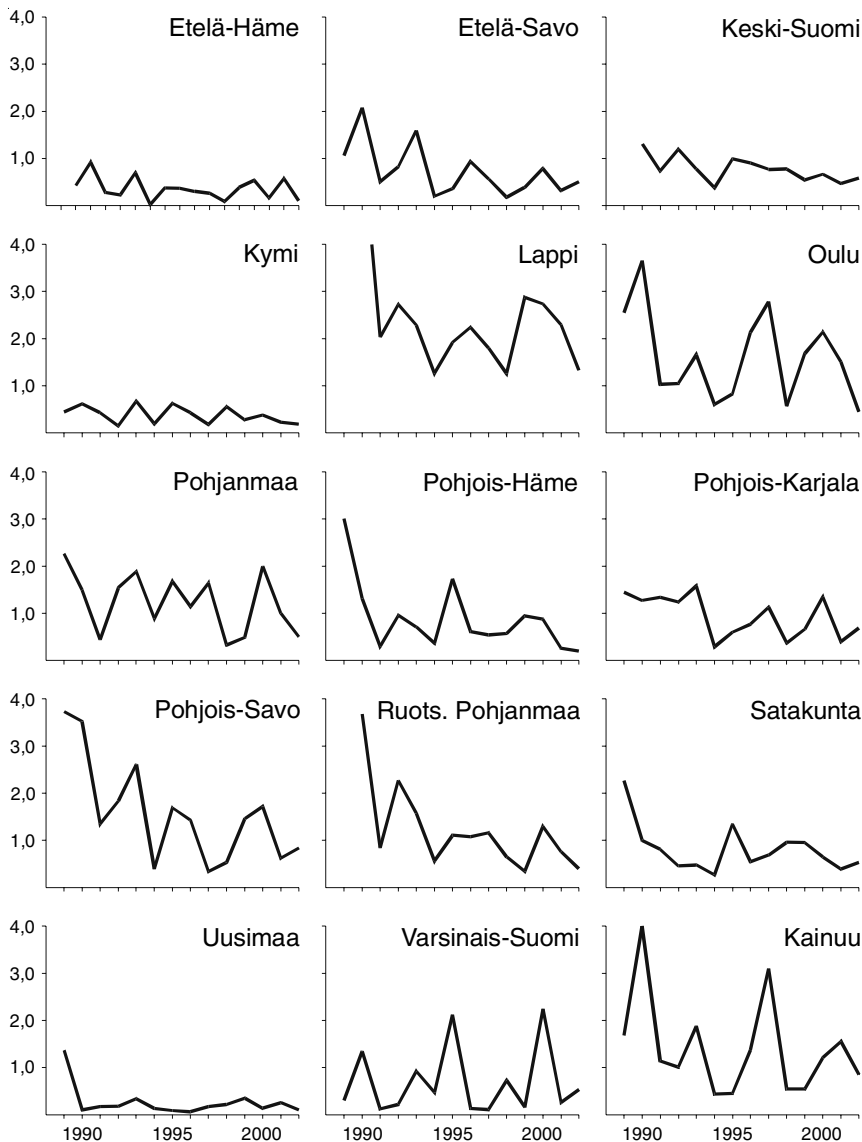 4,0 Etelä-Häme Etelä-Savo Keski-Suomi
3,0
2,0
1,0
4,0 Kymi Lappi Oulu
3,0
2,0
1,0
4,0 Pohjanmaa Pohjois-Häme Pohjois-Karjala
3,0
2,0
1,0
4,0 Pohjois-Savo Ruots. Pohjanmaa Satakunta
3,0
2,0
1,0
4,0 Uusimaa Varsinais-Suomi Kainuu
3,0
2,0
1,0
1990 1995 2000 1990 1995 2000 1990 1995 2000